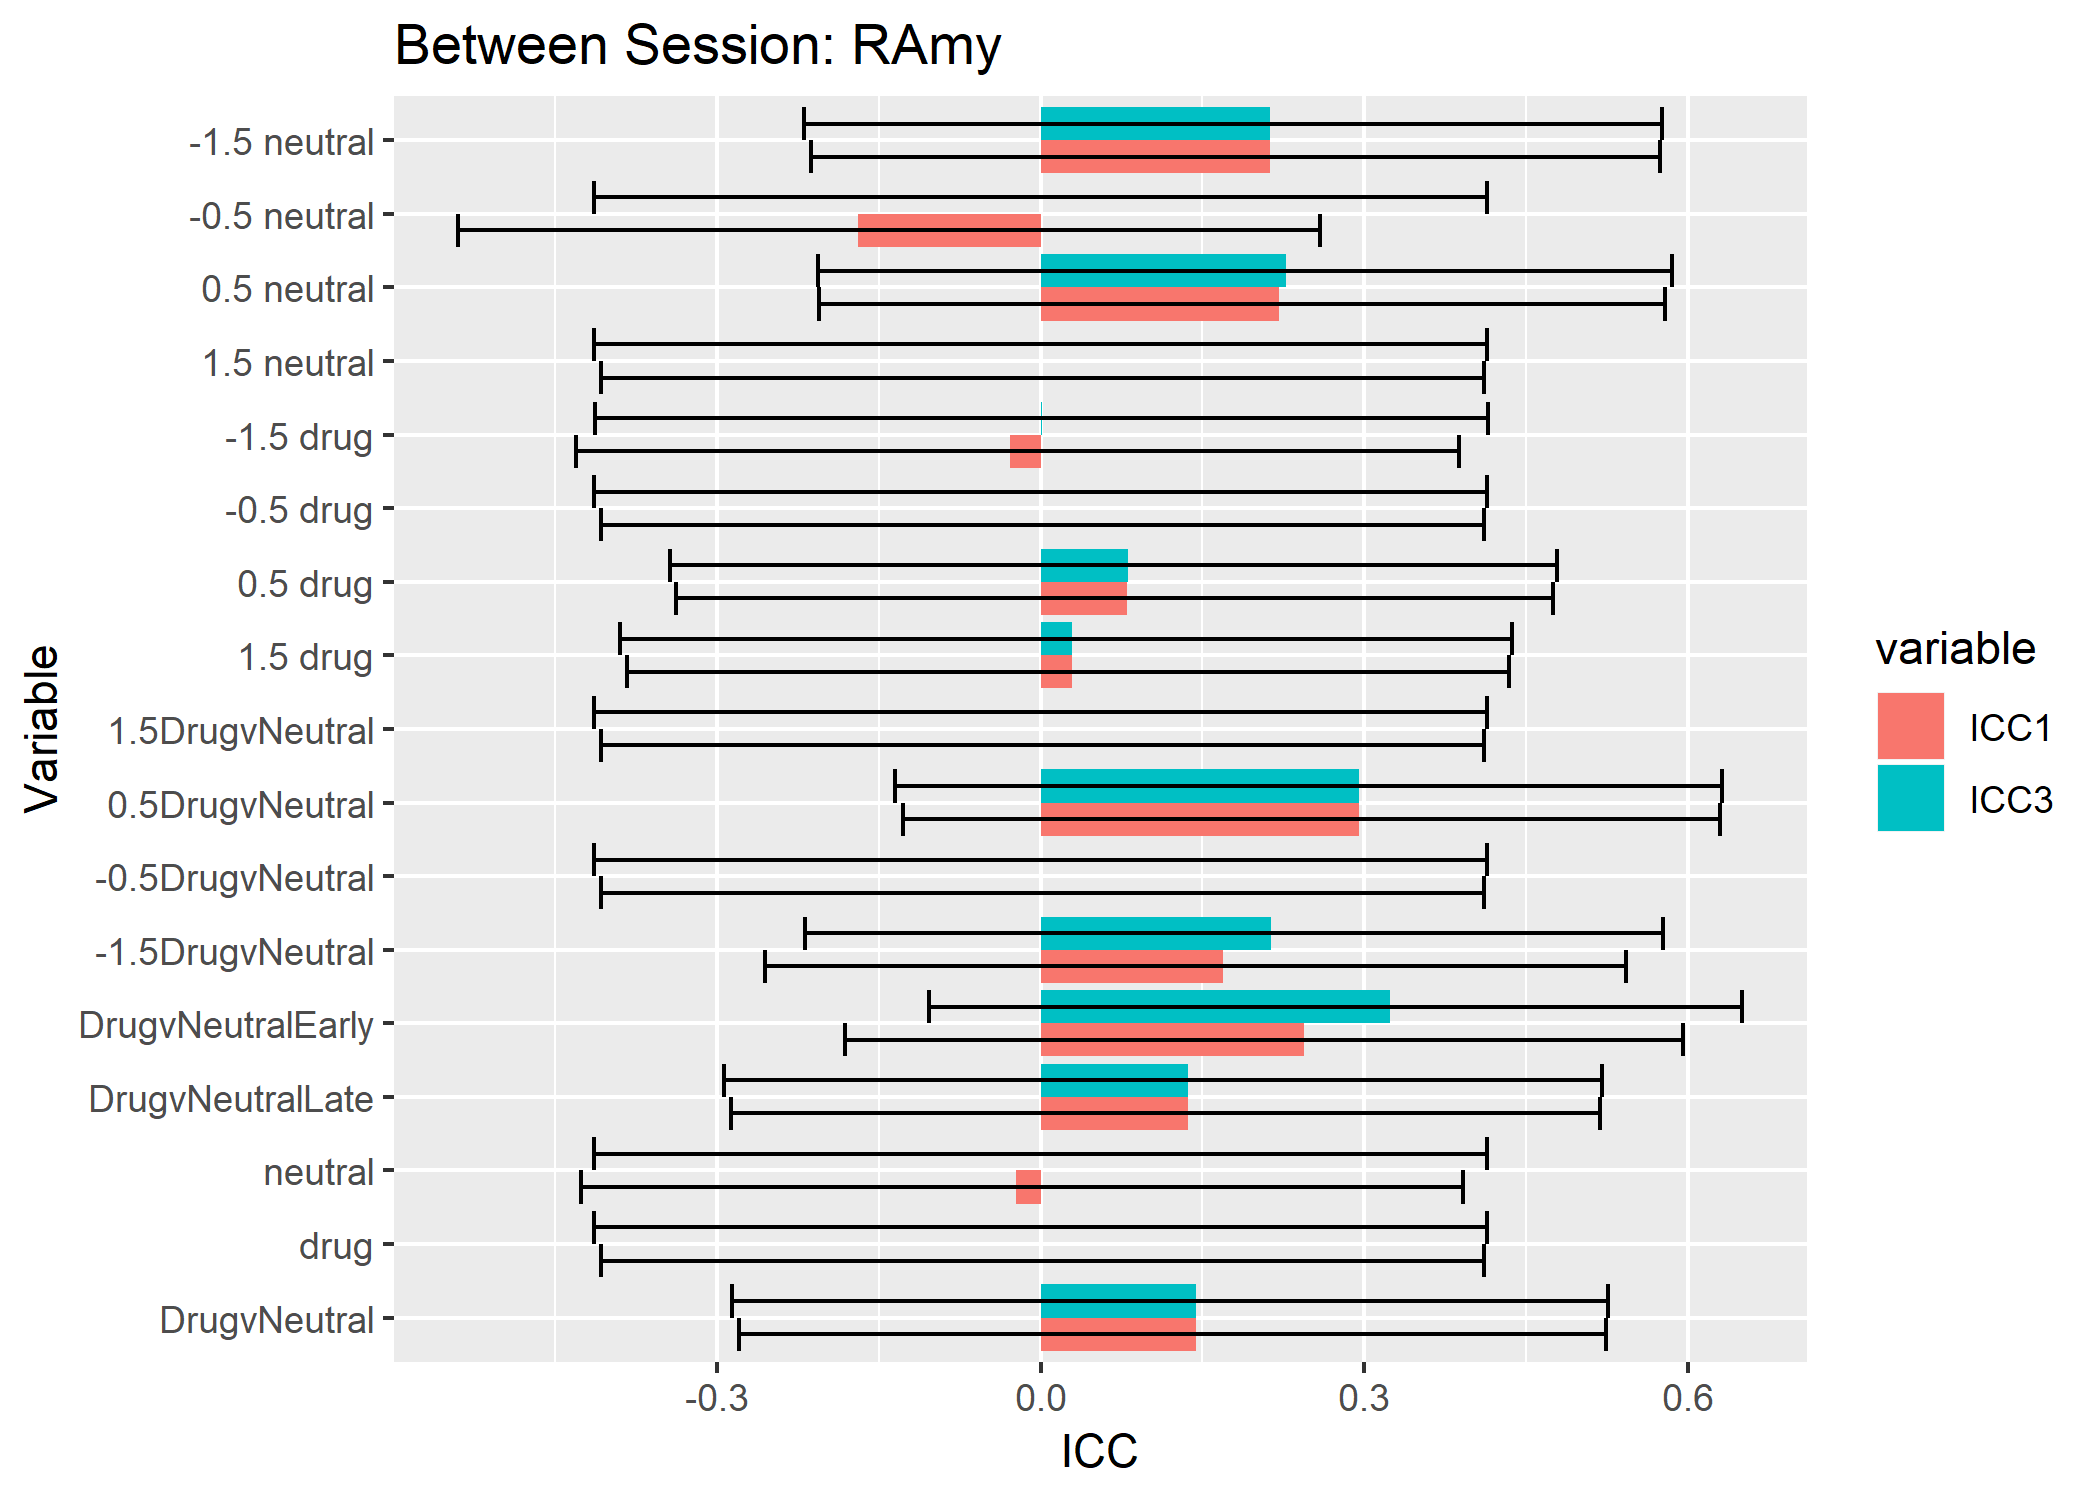 Between Session: RAmy
-1.5 neutral
-0.5 neutral
0.5 neutral
1.5 neutral
-1.5 drug
-0.5 drug
0.5 drug
1.5 drug
1.5DrugvNeutral
0.5DrugvNeutral
-0.5DrugvNeutral
-1.5DrugvNeutral
DrugvNeutralEarly
DrugvNeutralLate
neutral
drug
DrugvNeutral
Variable
-0.3 0.0 0.3 0.6
ICC
variable
ICC1
ICC3